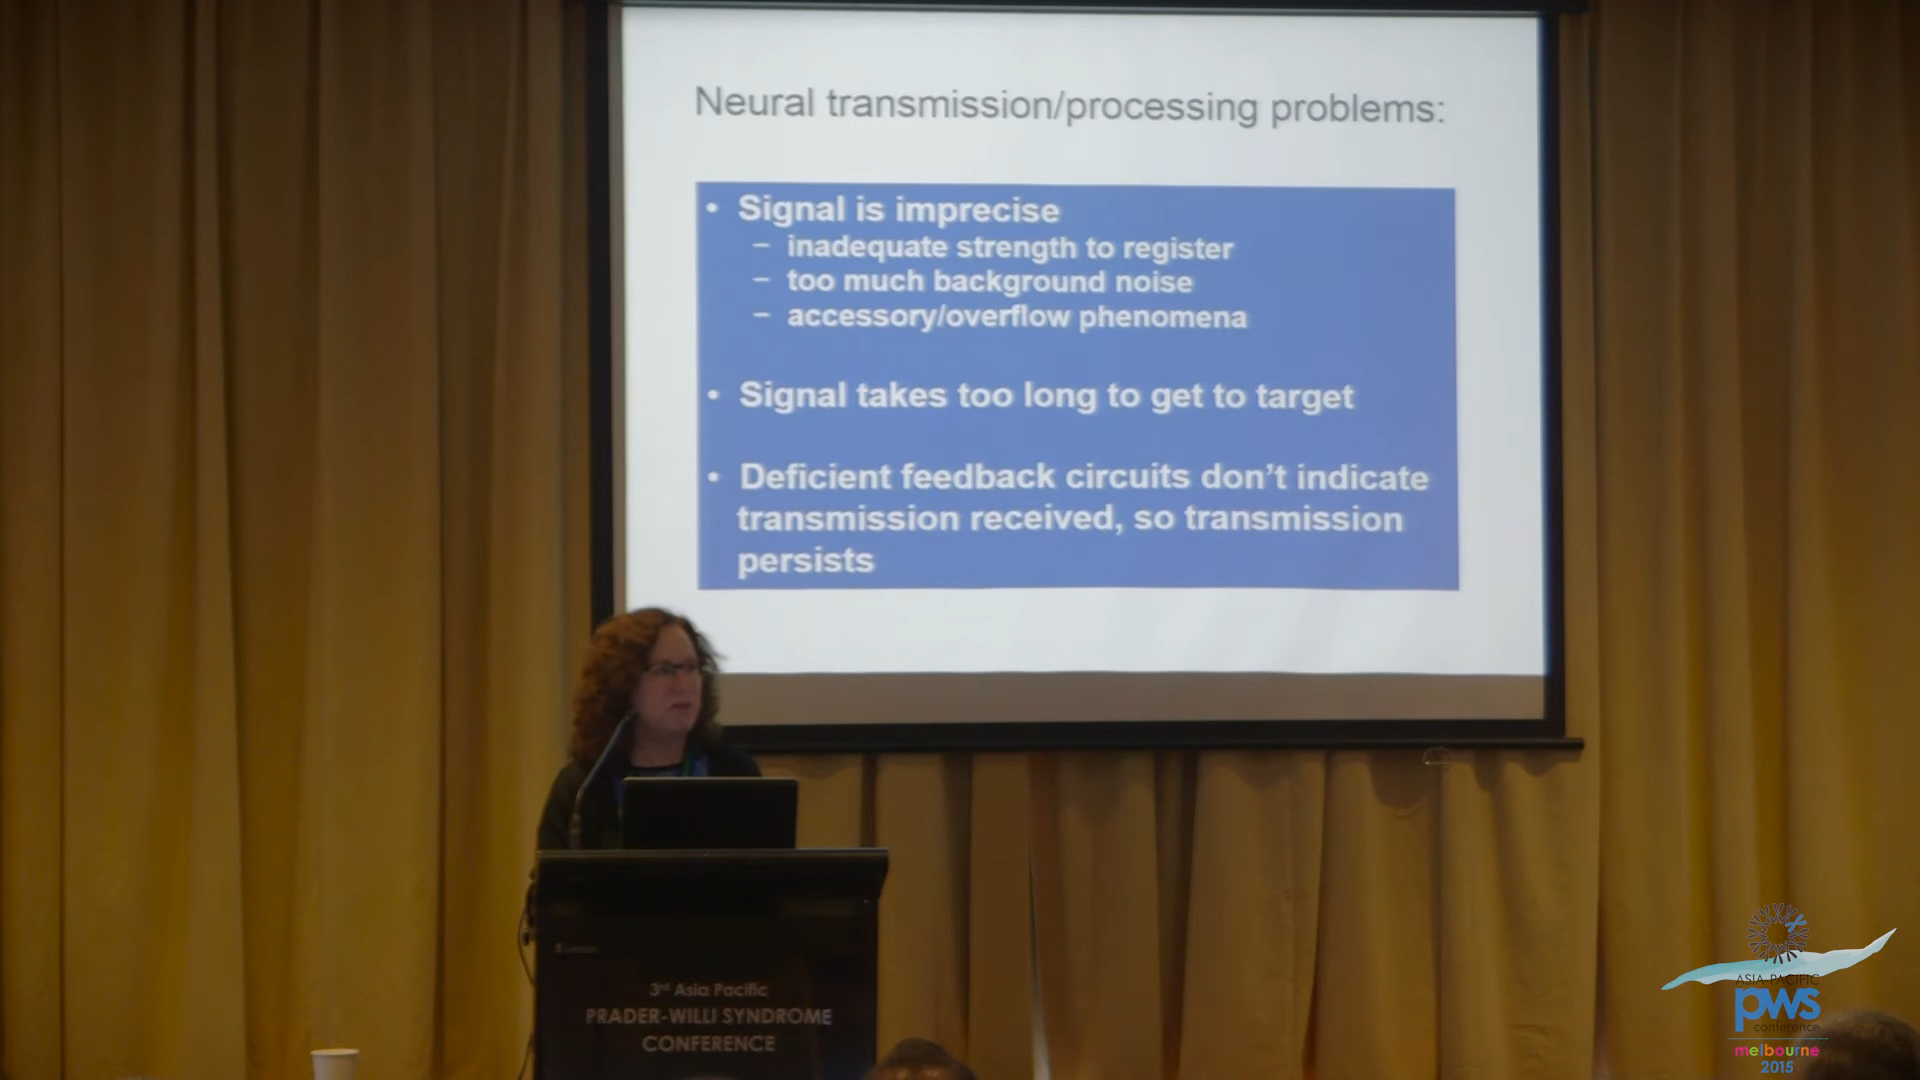 Neural transmission/processing problems:
• Signal is imprecise
– inadequate strength to register
– too much background noise
– accessory/overflow phenomena
• Signal takes too long to get to target
• Deficient feedback circuits don't indicate
transmission received, so transmission
persists
3rd Asia Pacific
PRADER-WILLI SYNDROME
CONFERENCE
ASIA-PACIFIC
pws
conference
melbourne
2015